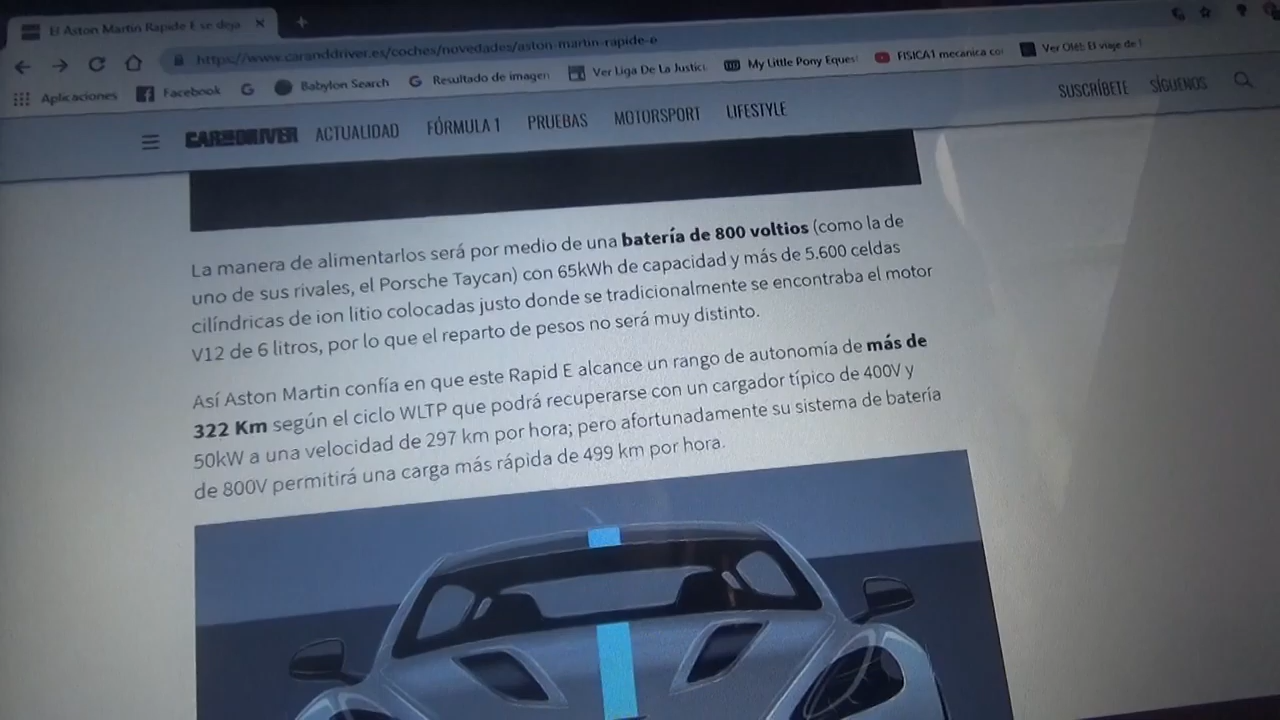 El Aston Martin Rapide E se deja
https://www.caranddriver.es/coches/novedades/aston-martin-rapide-e
Aplicaciones Facebook Babylon Search Resultado de imagen Ver Liga De La Justici. My Little Pony Eques FISICA1 mecanica co
CAR AND DRIVER ACTUALIDAD FÓRMULA 1 PRUEBAS MOTORSPORT LIFESTYLE SUSCRÍBETE SÍGUENOS
La manera de alimentarlos será por medio de una batería de 800 voltios (como la de
uno de sus rivales, el Porsche Taycan) con 65kWh de capacidad y más de 5.600 celdas
cilíndricas de ion litio colocadas justo donde se tradicionalmente se encontraba el motor
V12 de 6 litros, por lo que el reparto de pesos no será muy distinto.
Así Aston Martin confía en que este Rapid E alcance un rango de autonomía de más de
322 Km según el ciclo WLTP que podrá recuperarse con un cargador típico de 400V y
50kW a una velocidad de 297 km por hora; pero afortunadamente su sistema de batería
de 800V permitirá una carga más rápida de 499 km por hora.